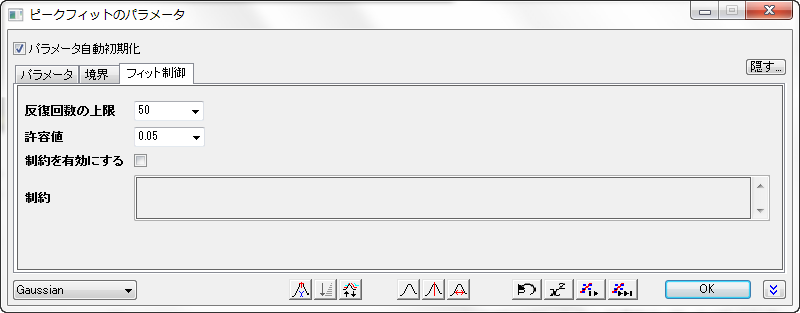 ピークフィットのパラメータ
パラメータ自動初期化
パラメータ 境界 フィット制御
隠す...
反復回数の上限 50
許容値 0.05
制約を有効にする
制約
Gaussian
χ²
OK